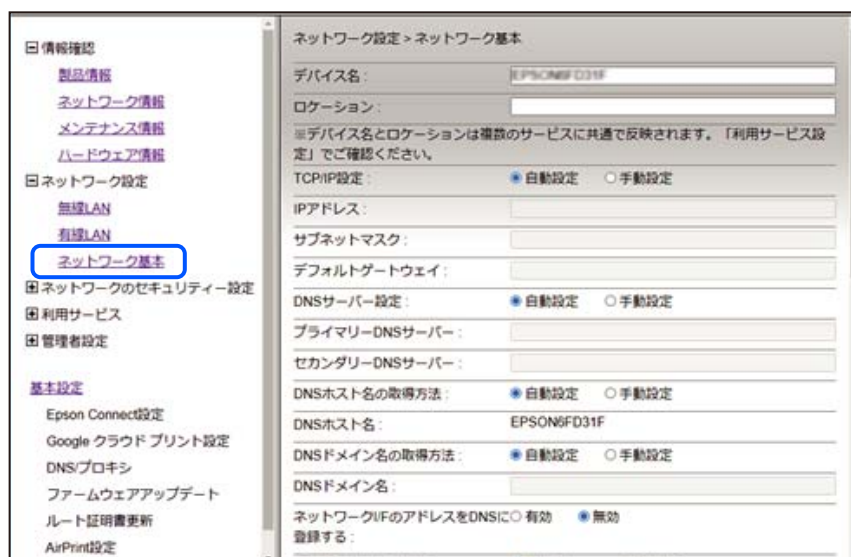 情報確認
製品情報
ネットワーク情報
メンテナンス情報
ハードウェア情報
ネットワーク設定
無線LAN
有線LAN
ネットワーク基本
ネットワークのセキュリティー設定
利用サービス
管理者設定
基本設定
Epson Connect設定
Google クラウド プリント設定
DNS/プロキシ
ファームウェアアップデート
ルート証明書更新
AirPrint設定
ネットワーク設定 > ネットワーク基本
デバイス名 : EPSON6FD31F
ロケーション :
※デバイス名とロケーションは複数のサービスに共通で反映されます。「利用サービス設
定」でご確認ください。
TCP/IP設定 : 自動設定 手動設定
IPアドレス :
サブネットマスク :
デフォルトゲートウェイ :
DNSサーバー設定 : 自動設定 手動設定
プライマリーDNSサーバー :
セカンダリーDNSサーバー :
DNSホスト名の取得方法 : 自動設定 手動設定
DNSホスト名 : EPSON6FD31F
DNSドメイン名の取得方法 : 自動設定 手動設定
DNSドメイン名 :
ネットワークI/FのアドレスをDNSに 有効 無効
登録する :